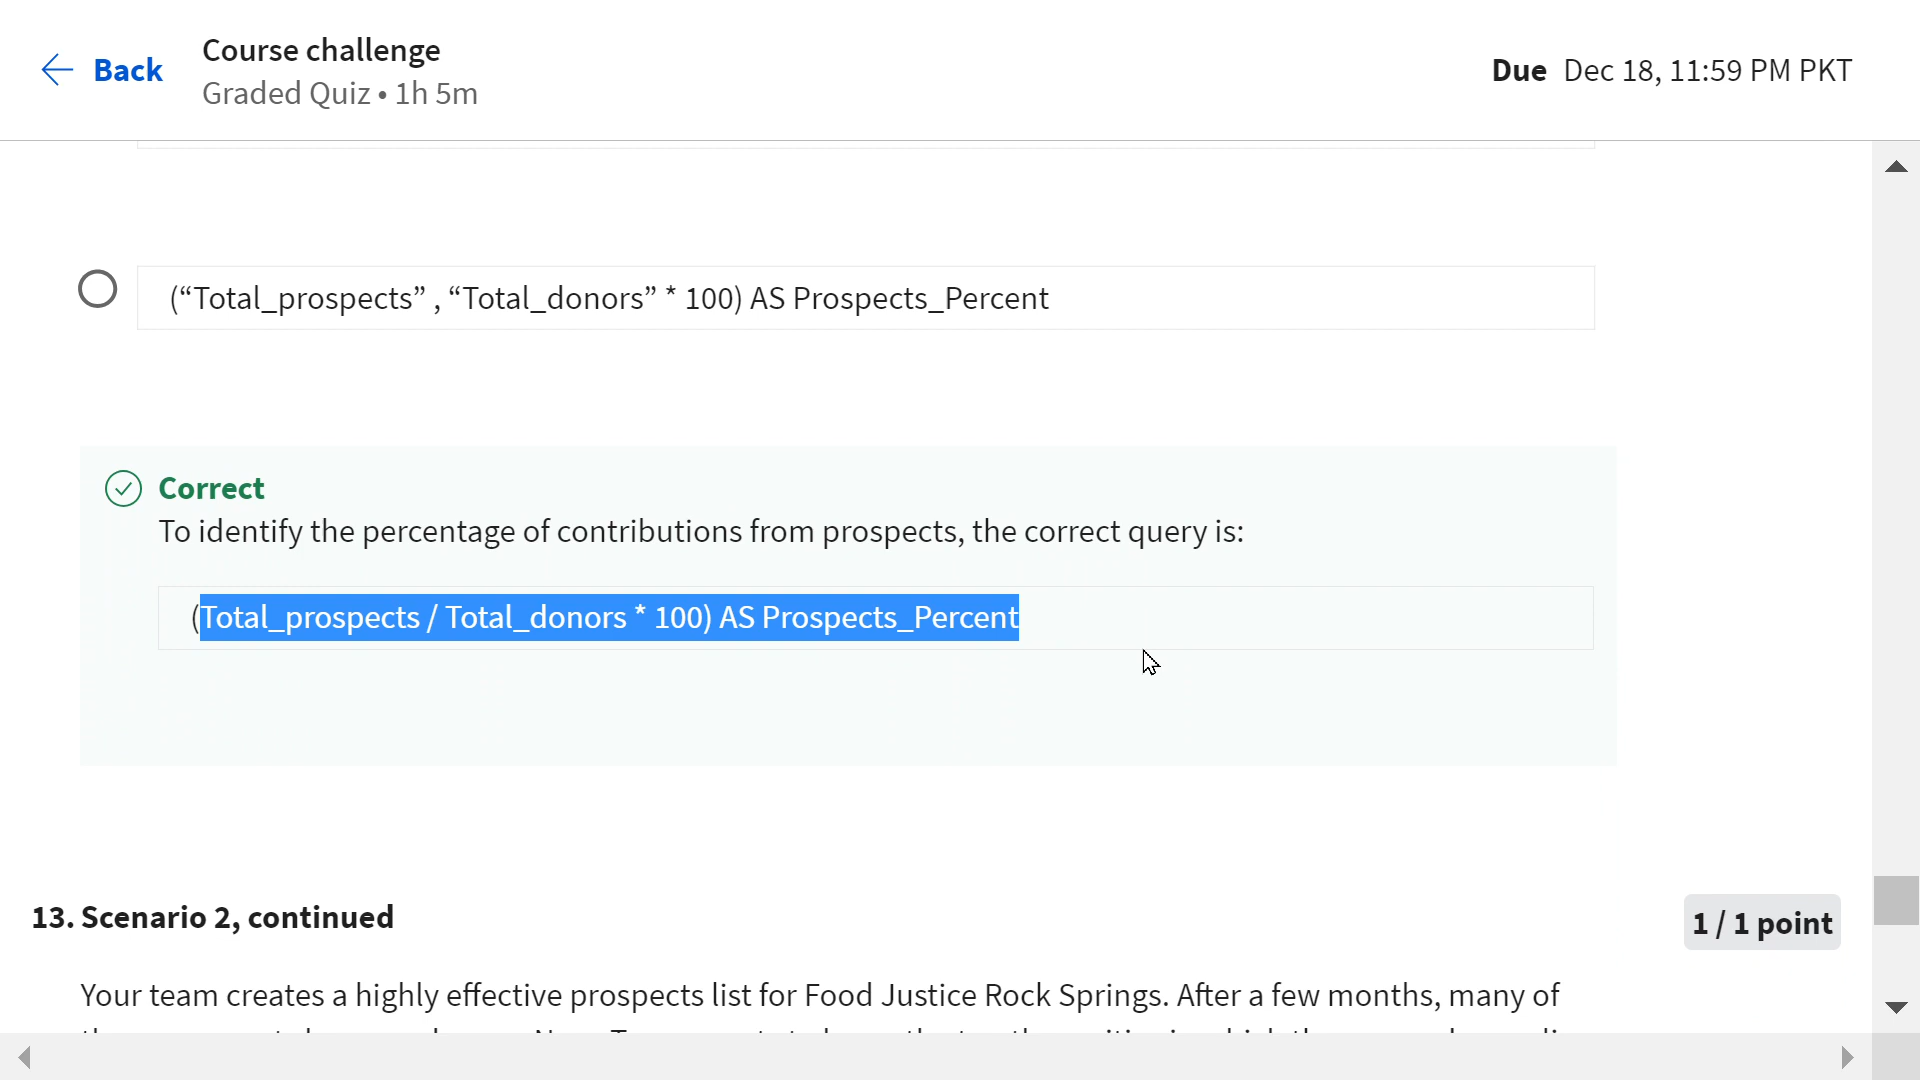 Back
Course challenge
Graded Quiz • 1h 5m
Due Dec 18, 11:59 PM PKT
(“Total_prospects” , “Total_donors” * 100) AS Prospects_Percent
Correct
To identify the percentage of contributions from prospects, the correct query is:
(Total_prospects / Total_donors * 100) AS Prospects_Percent
13. Scenario 2, continued
1 / 1 point
Your team creates a highly effective prospects list for Food Justice Rock Springs. After a few months, many of